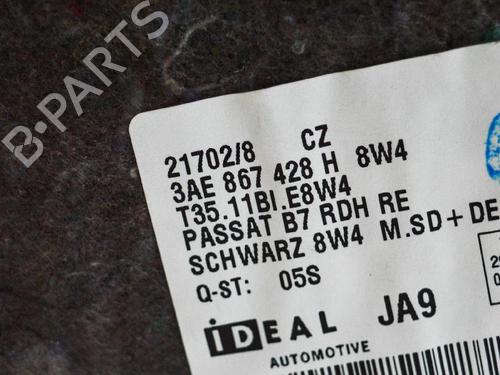 B-PARTS
21702/8 CZ
3AE 867 428 H 8W4
T35.11BI.E8W4
PASSAT B7 RDH RE
SCHWARZ 8W4 M.SD+DE
Q-ST: 05S
iDEAL JA9
AUTOMOTIVE